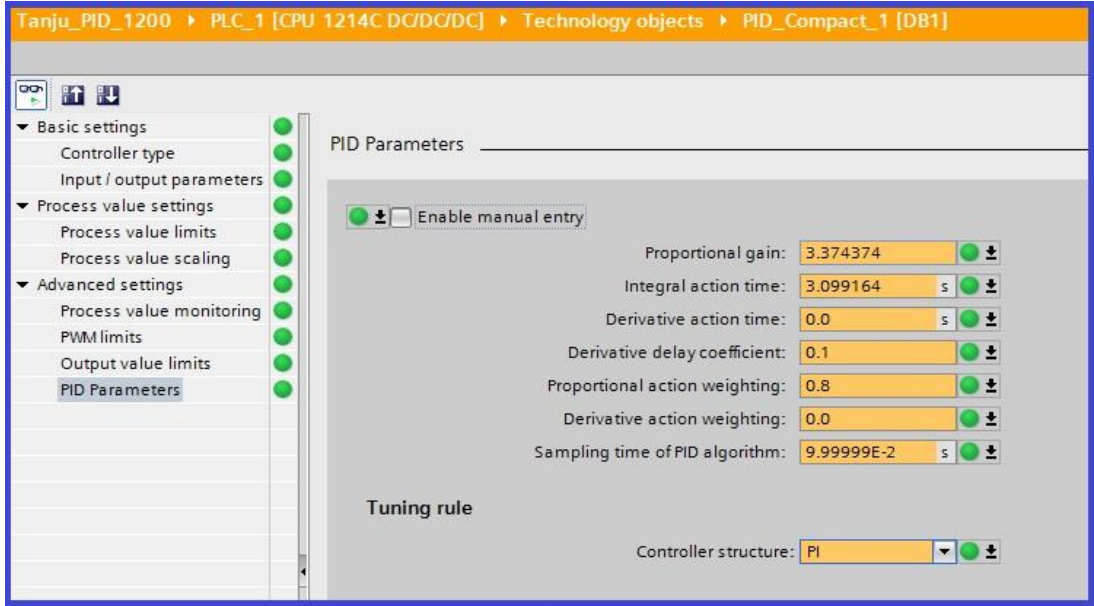 Tanju_PID_1200 ▸ PLC_1 [CPU 1214C DC/DC/DC] ▸ Technology objects ▸ PID_Compact_1 [DB1]
Basic settings
Controller type
Input / output parameters
Process value settings
Process value limits
Process value scaling
Advanced settings
Process value monitoring
PWM limits
Output value limits
PID Parameters
PID Parameters
Enable manual entry
Proportional gain: 3.374374
Integral action time: 3.099164 s
Derivative action time: 0.0 s
Derivative delay coefficient: 0.1
Proportional action weighting: 0.8
Derivative action weighting: 0.0
Sampling time of PID algorithm: 9.99999E-2 s
Tuning rule
Controller structure: PI